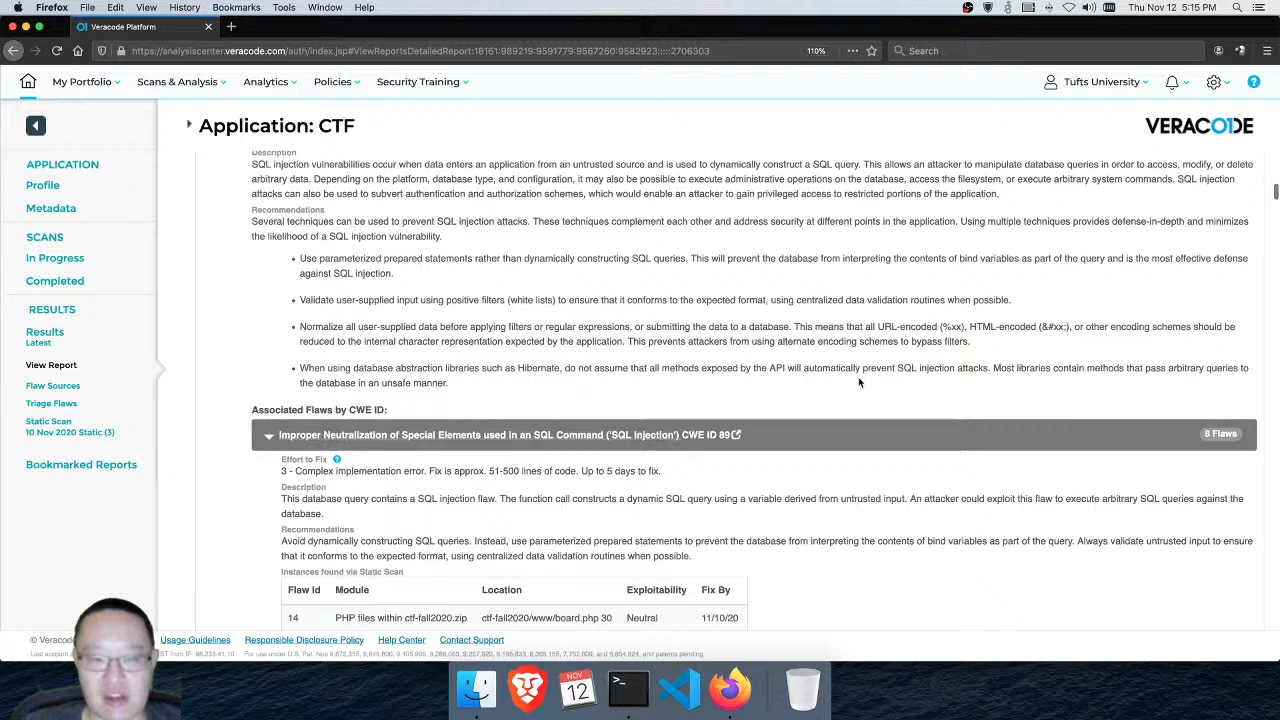 Firefox File Edit View History Bookmarks Tools Window Help Thu Nov 12 5:15 PM
Veracode Platform
https://analysiscenter.veracode.com/auth/index.jsp#ViewReportsDetailedReport:18161:989219:9591779:9567260:9582923:::::2706303 110% Search
My Portfolio Scans & Analysis Analytics Policies Security Training Tufts University
Application: CTF VERACODE
APPLICATION
Profile
Metadata
SCANS
In Progress
Completed
RESULTS
Results
Latest
View Report
Flaw Sources
Triage Flaws
Static Scan
10 Nov 2020 Static (3)
Bookmarked Reports
Description
SQL injection vulnerabilities occur when data enters an application from an untrusted source and is used to dynamically construct a SQL query. This allows an attacker to manipulate database queries in order to access, modify, or delete
arbitrary data. Depending on the platform, database type, and configuration, it may also be possible to execute administrative operations on the database, access the filesystem, or execute arbitrary system commands. SQL injection
attacks can also be used to subvert authentication and authorization schemes, which would enable an attacker to gain privileged access to restricted portions of the application.
Recommendations
Several techniques can be used to prevent SQL injection attacks. These techniques complement each other and address security at different points in the application. Using multiple techniques provides defense-in-depth and minimizes
the likelihood of a SQL injection vulnerability.
• Use parameterized prepared statements rather than dynamically constructing SQL queries. This will prevent the database from interpreting the contents of bind variables as part of the query and is the most effective defense
against SQL injection.
• Validate user-supplied input using positive filters (white lists) to ensure that it conforms to the expected format, using centralized data validation routines when possible.
• Normalize all user-supplied data before applying filters or regular expressions, or submitting the data to a database. This means that all URL-encoded (%xx), HTML-encoded (&#xx;), or other encoding schemes should be
reduced to the internal character representation expected by the application. This prevents attackers from using alternate encoding schemes to bypass filters.
• When using database abstraction libraries such as Hibernate, do not assume that all methods exposed by the API will automatically prevent SQL injection attacks. Most libraries contain methods that pass arbitrary queries to
the database in an unsafe manner.
Associated Flaws by CWE ID:
Improper Neutralization of Special Elements used in an SQL Command ('SQL Injection') CWE ID 89 8 Flaws
Effort to Fix
3 - Complex implementation error. Fix is approx. 51-500 lines of code. Up to 5 days to fix.
Description
This database query contains a SQL injection flaw. The function call constructs a dynamic SQL query using a variable derived from untrusted input. An attacker could exploit this flaw to execute arbitrary SQL queries against the
database.
Recommendations
Avoid dynamically constructing SQL queries. Instead, use parameterized prepared statements to prevent the database from interpreting the contents of bind variables as part of the query. Always validate untrusted input to ensure
that it conforms to the expected format, using centralized data validation routines when possible.
Instances found via Static Scan
Flaw Id Module Location Exploitability Fix By
14 PHP files within ctf-fall2020.zip ctf-fall2020/www/board.php 30 Neutral 11/10/20
© Veracode Usage Guidelines Responsible Disclosure Policy Help Center Contact Support
Last account
NOV
12